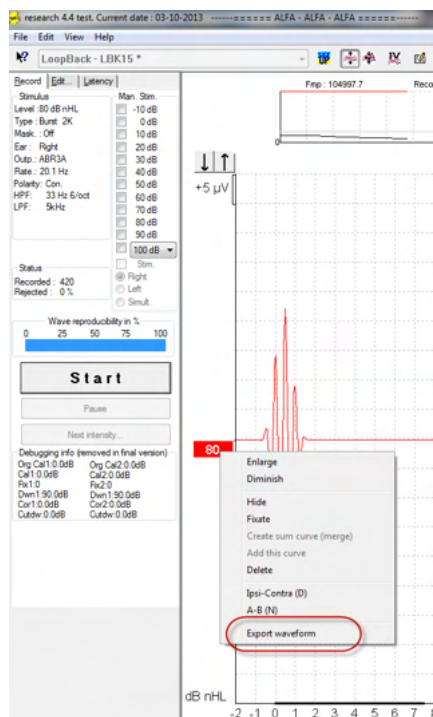 research 4.4 test. Current date : 03-10-2013 ------====== ALFA - ALFA - ALFA ======------
File Edit View Help
LoopBack - LBK15 *
Record Edit... Latency
Stimulus
Level :80 dB nHL
Type : Burst 2K
Mask. : Off
Ear : Right
Outp.: ABR3A
Rate : 20.1 Hz
Polarity: Con.
HPF: 33 Hz 6/oct
LPF: 5kHz
Man. Stim.
-10 dB
0 dB
10 dB
20 dB
30 dB
40 dB
50 dB
60 dB
70 dB
80 dB
90 dB
100 dB
Stim.
Right
Left
Simult.
Status
Recorded : 420
Rejected : 0 %
Wave reproducibility in %
0 25 50 75 100
Start
Pause
Next intensity...
Debugging info (removed in final version)
Org Cal1:0.0dB Org Cal2:0.0dB
Cal1:0.0dB Cal2:0.0dB
Fix1:0 Fix2:0
Dwn1:90.0dB Dwn1:90.0dB
Cor1:0.0dB Cor2:0.0dB
Cutdw:0.0dB Cutdw:0.0dB
Fmp : 104997.7 Reco
0
+5 µV
80
Enlarge
Diminish
Hide
Fixate
Create sum curve (merge)
Add this curve
Delete
Ipsi-Contra (D)
A-B (N)
Export waveform
dB nHL
-2 -1 0 1 2 3 4 5 6 7 8